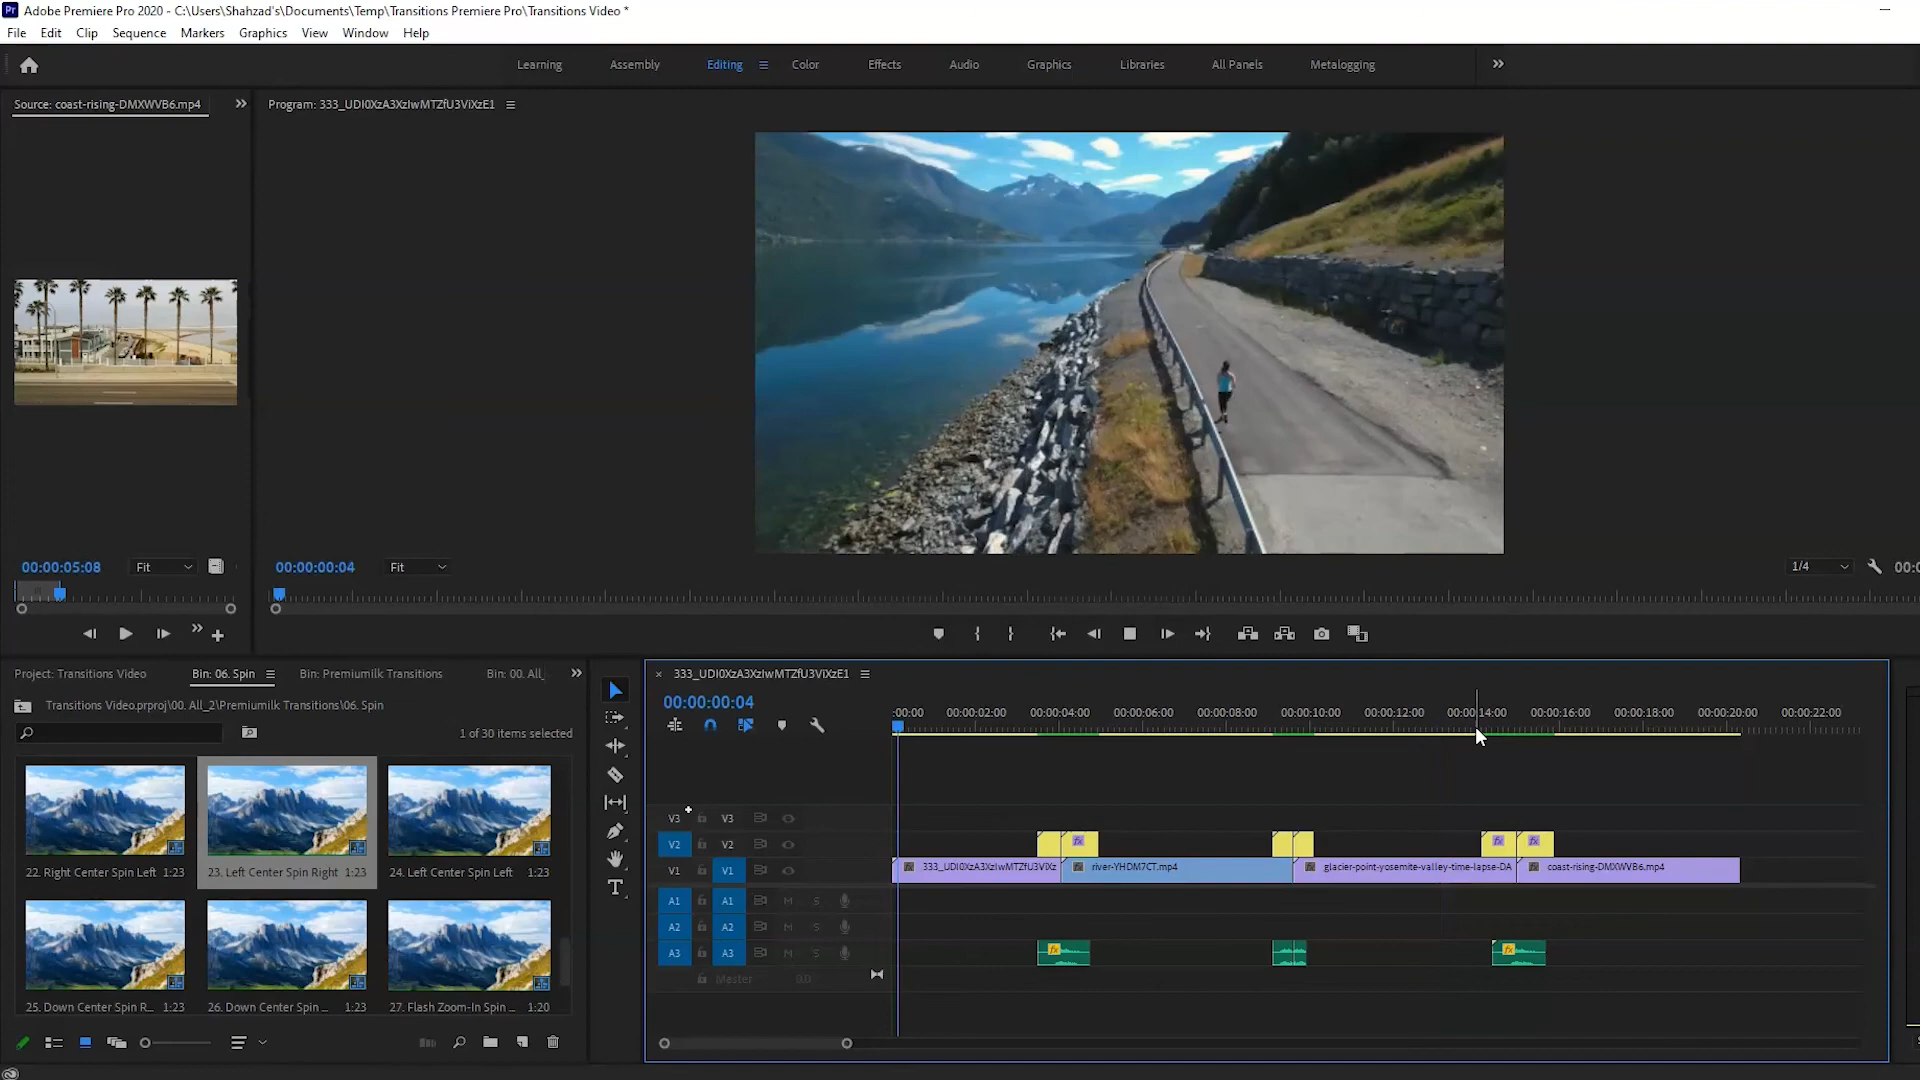 Adobe Premiere Pro 2020 - C:\Users\Shahzad's\Documents\Temp\Transitions Premiere Pro\Transitions Video *
File Edit Clip Sequence Markers Graphics View Window Help
Learning Assembly Editing Color Effects Audio Graphics Libraries All Panels Metalogging
Source: coast-rising-DMXWVB6.mp4
Program: 333_UDI0XzA3XzIwMTZfU3ViXzE1
00:00:05:08 Fit
00:00:00:04 Fit
1/4
00:0
Project: Transitions Video Bin: 06. Spin Bin: Premiumilk Transitions Bin: 00. All_
Transitions Video.prproj\00. All_2\Premiumilk Transitions\06. Spin
1 of 30 items selected
22. Right Center Spin Left 1:23
23. Left Center Spin Right 1:23
24. Left Center Spin Left 1:23
25. Down Center Spin R... 1:23
26. Down Center Spin ... 1:23
27. Flash Zoom-In Spin ... 1:20
333_UDI0XzA3XzIwMTZfU3ViXzE1
00:00:00:04
:00:00 00:00:02:00 00:00:04:00 00:00:06:00 00:00:08:00 00:00:10:00 00:00:12:00 00:00:14:00 00:00:16:00 00:00:18:00 00:00:20:00 00:00:22:00
V3 V3
V2 V2 fx fx fx
V1 V1 333_UDI0XzA3XzIwMTZfU3ViXz river-YHDM7CT.mp4 glacier-point-yosemite-valley-time-lapse-DA coast-rising-DMXWVB6.mp4
A1 A1 M S
A2 A2 M S
A3 A3 M S fx fx
Master 0.0